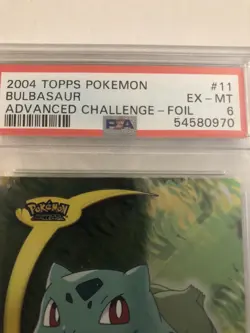 2004 TOPPS POKEMON #11
BULBASAUR EX-MT
ADVANCED CHALLENGE-FOIL 6
PSA 54580970
POKéMON